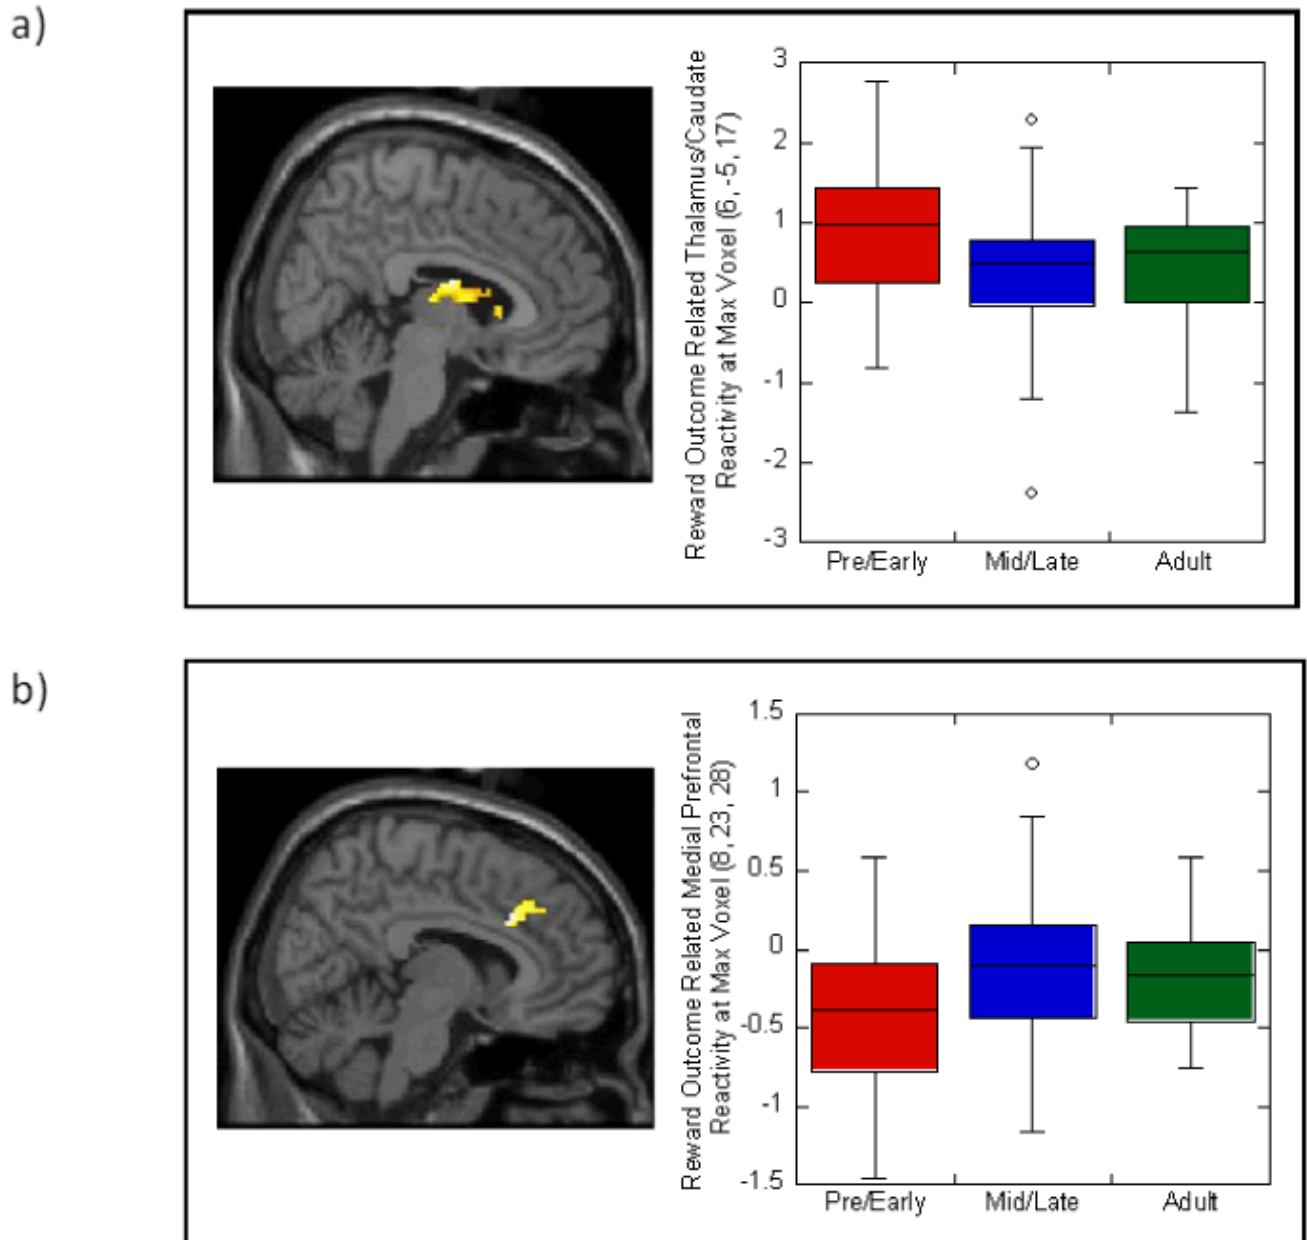 a)
Reward Outcome Related Thalamus/Caudate
Reactivity at Max Voxel (6, -5, 17)
3
2
1
0
-1
-2
-3
Pre/Early
Mid/Late
Adult
b)
Reward Outcome Related Medial Prefrontal
Reactivity at Max Voxel (8, 23, 28)
1.5
1
0.5
0
-0.5
-1
-1.5
Pre/Early
Mid/Late
Adult